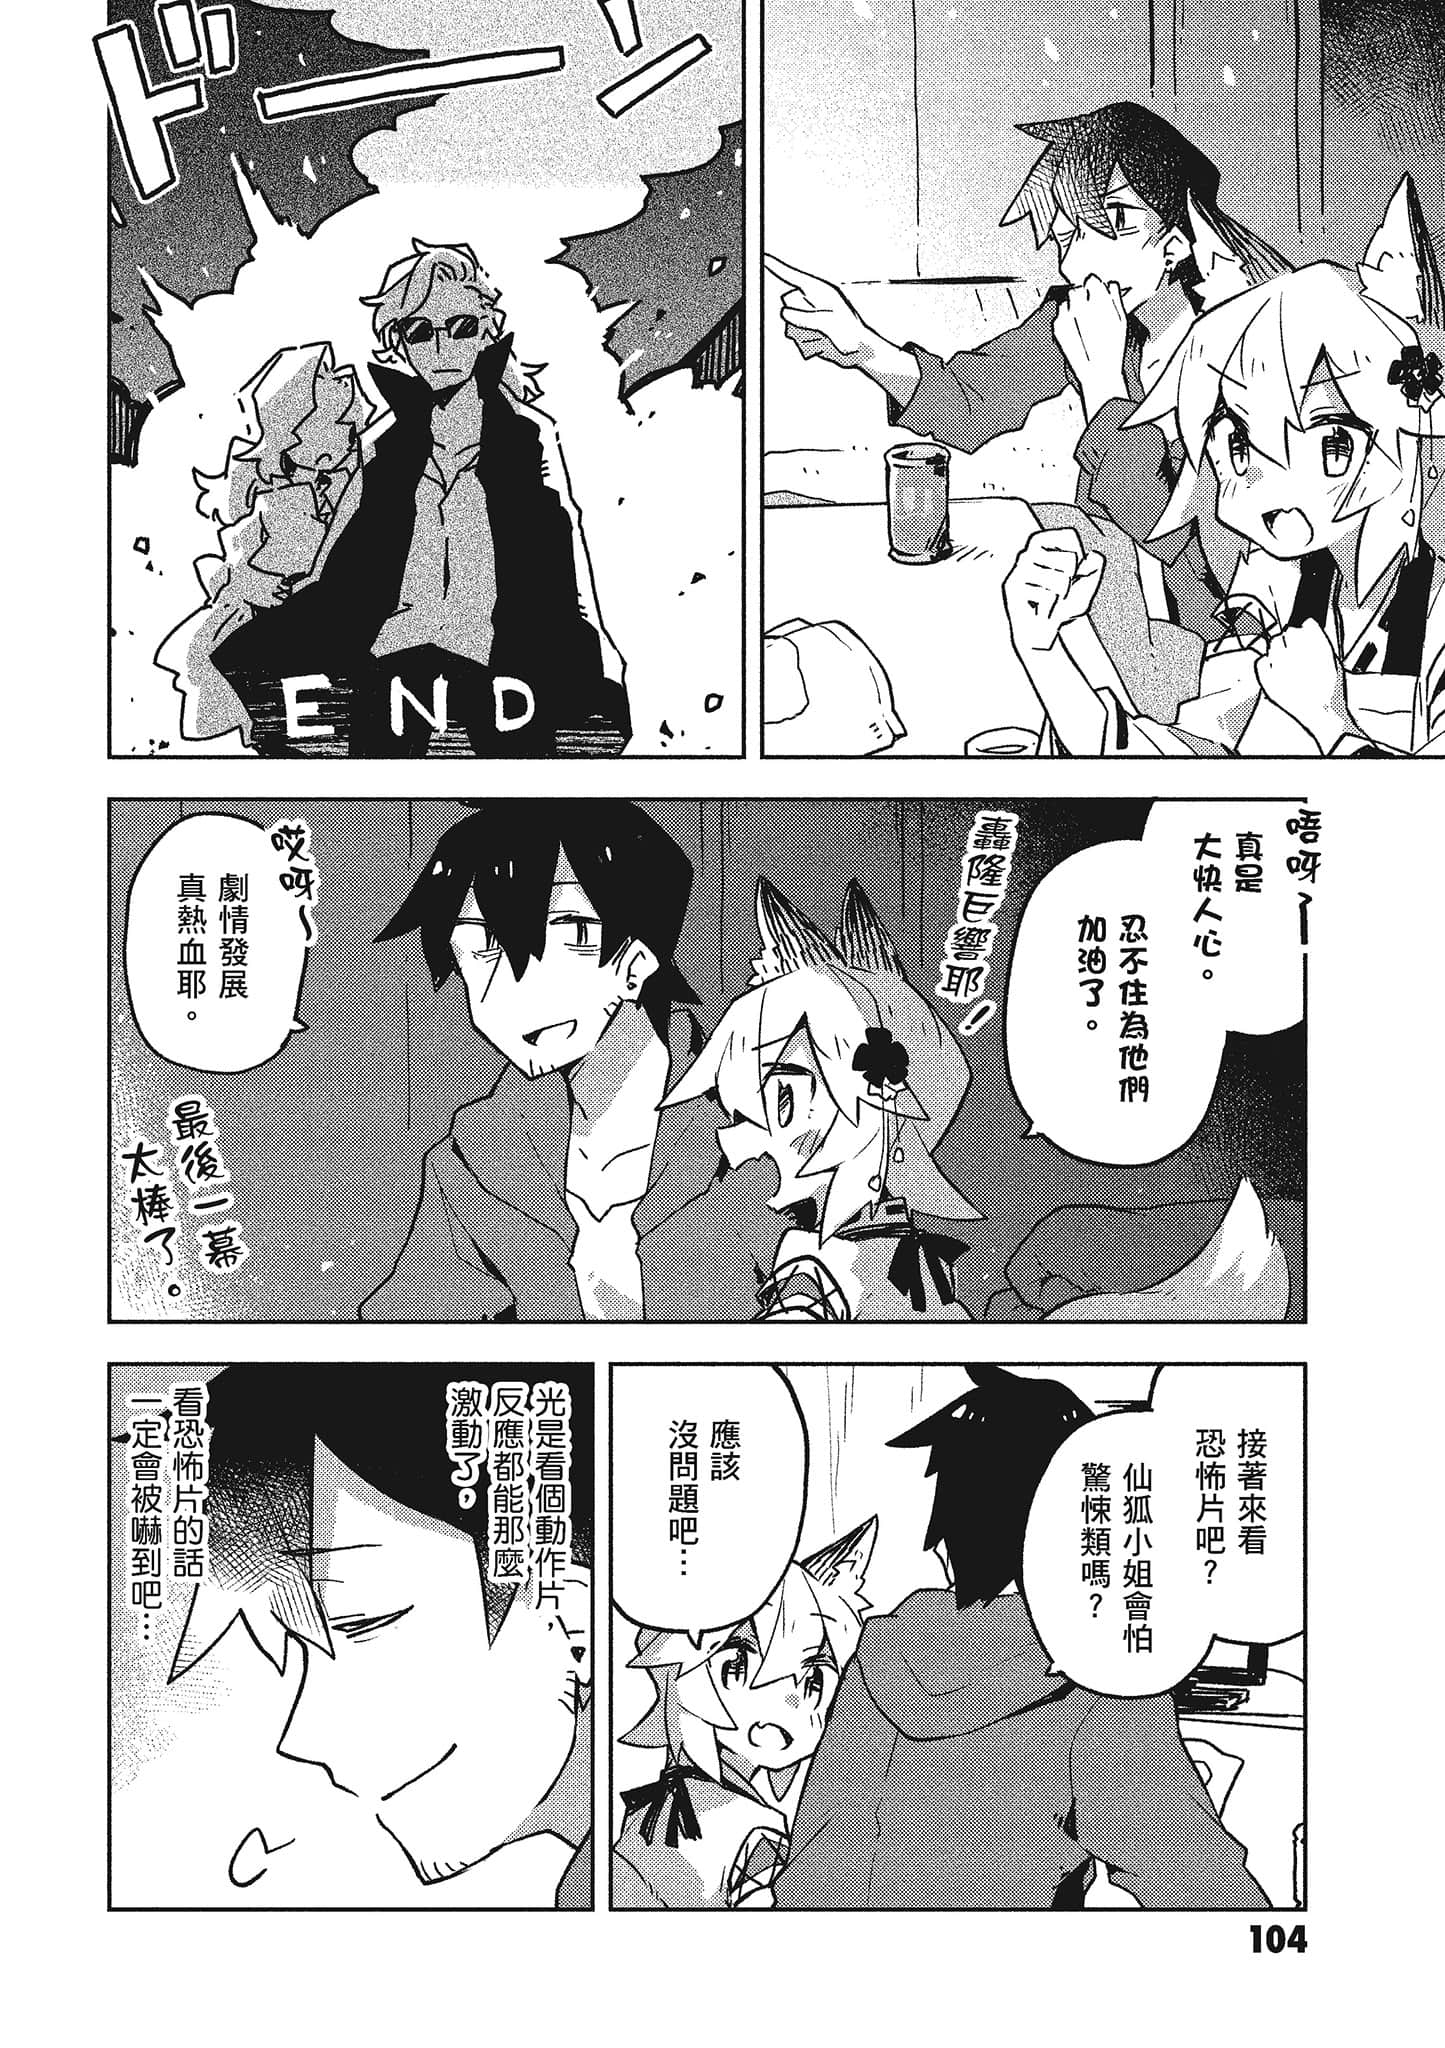 ドーン
END
唔呀～
真是
大快人心。
忍不住為他們
加油了。
轟隆巨響耶！
哎呀～
劇情發展
真熱血耶。
最後一幕
太棒了。
接著來看
恐怖片吧？
仙狐小姐會怕
驚悚類嗎？
應該
沒問題吧…
光是看個動作片，
反應都能那麼
激動了，
看恐怖片的話
一定會被嚇到吧…
104